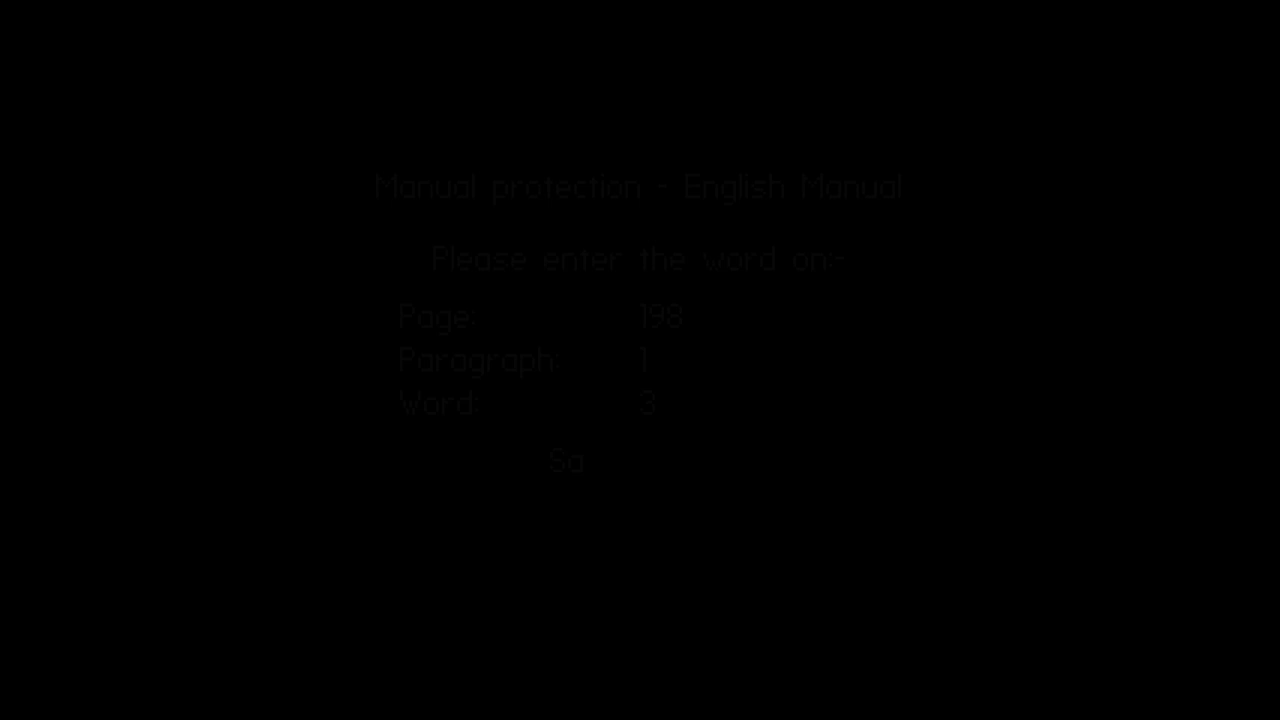 Manual protection - English Manual
Please enter the word on:-
Page: 198
Paragraph: 1
Word: 3
Sa